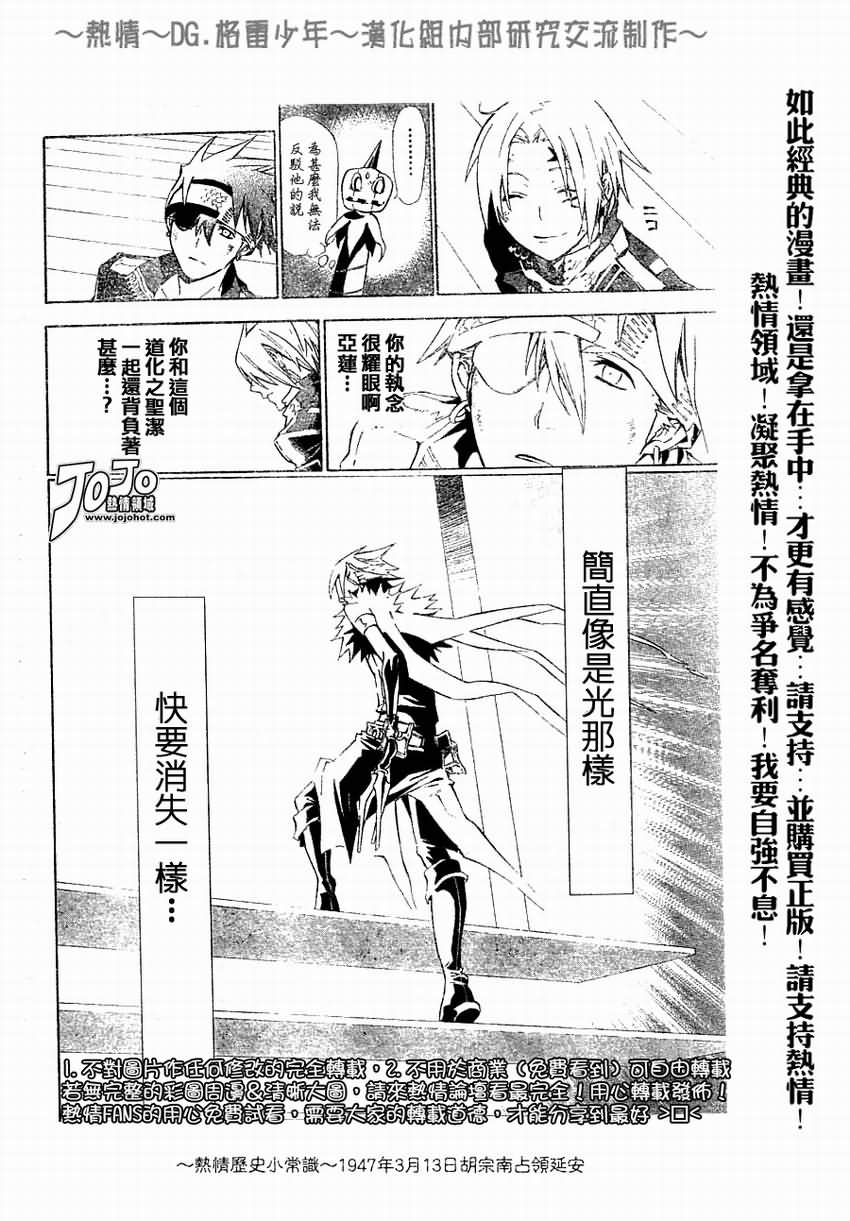 ～熱情～DG.格雷少年～漢化組內部研究交流制作～
如此經典的漫畫！還是拿在手中…才更有感覺…請支持…並購買正版！請支持熱情！
熱情領域！凝聚熱情！不為爭名奪利！我要自強不息！
ニコ
………
為甚麼我無法
反駁他的說
你的執念
很耀眼啊
亞蓮…
你和這個
道化之聖潔
一起還背負著
甚麼…?
JoJo
熱情領域
www.jojohot.com
簡直像是光那樣
快要消失一樣…
1.不對圖片作任何修改的完全轉載，2.不用於商業（免費看到）可自由轉載
若無完整的彩圖周漫&清晰大圖，請來熱情論壇看最完全！用心轉載發佈！
熱情FANS的用心免費試看，需要大家的轉載道德，才能分享到最好 >□<
～熱情歷史小常識～1947年3月13日胡宗南占領延安